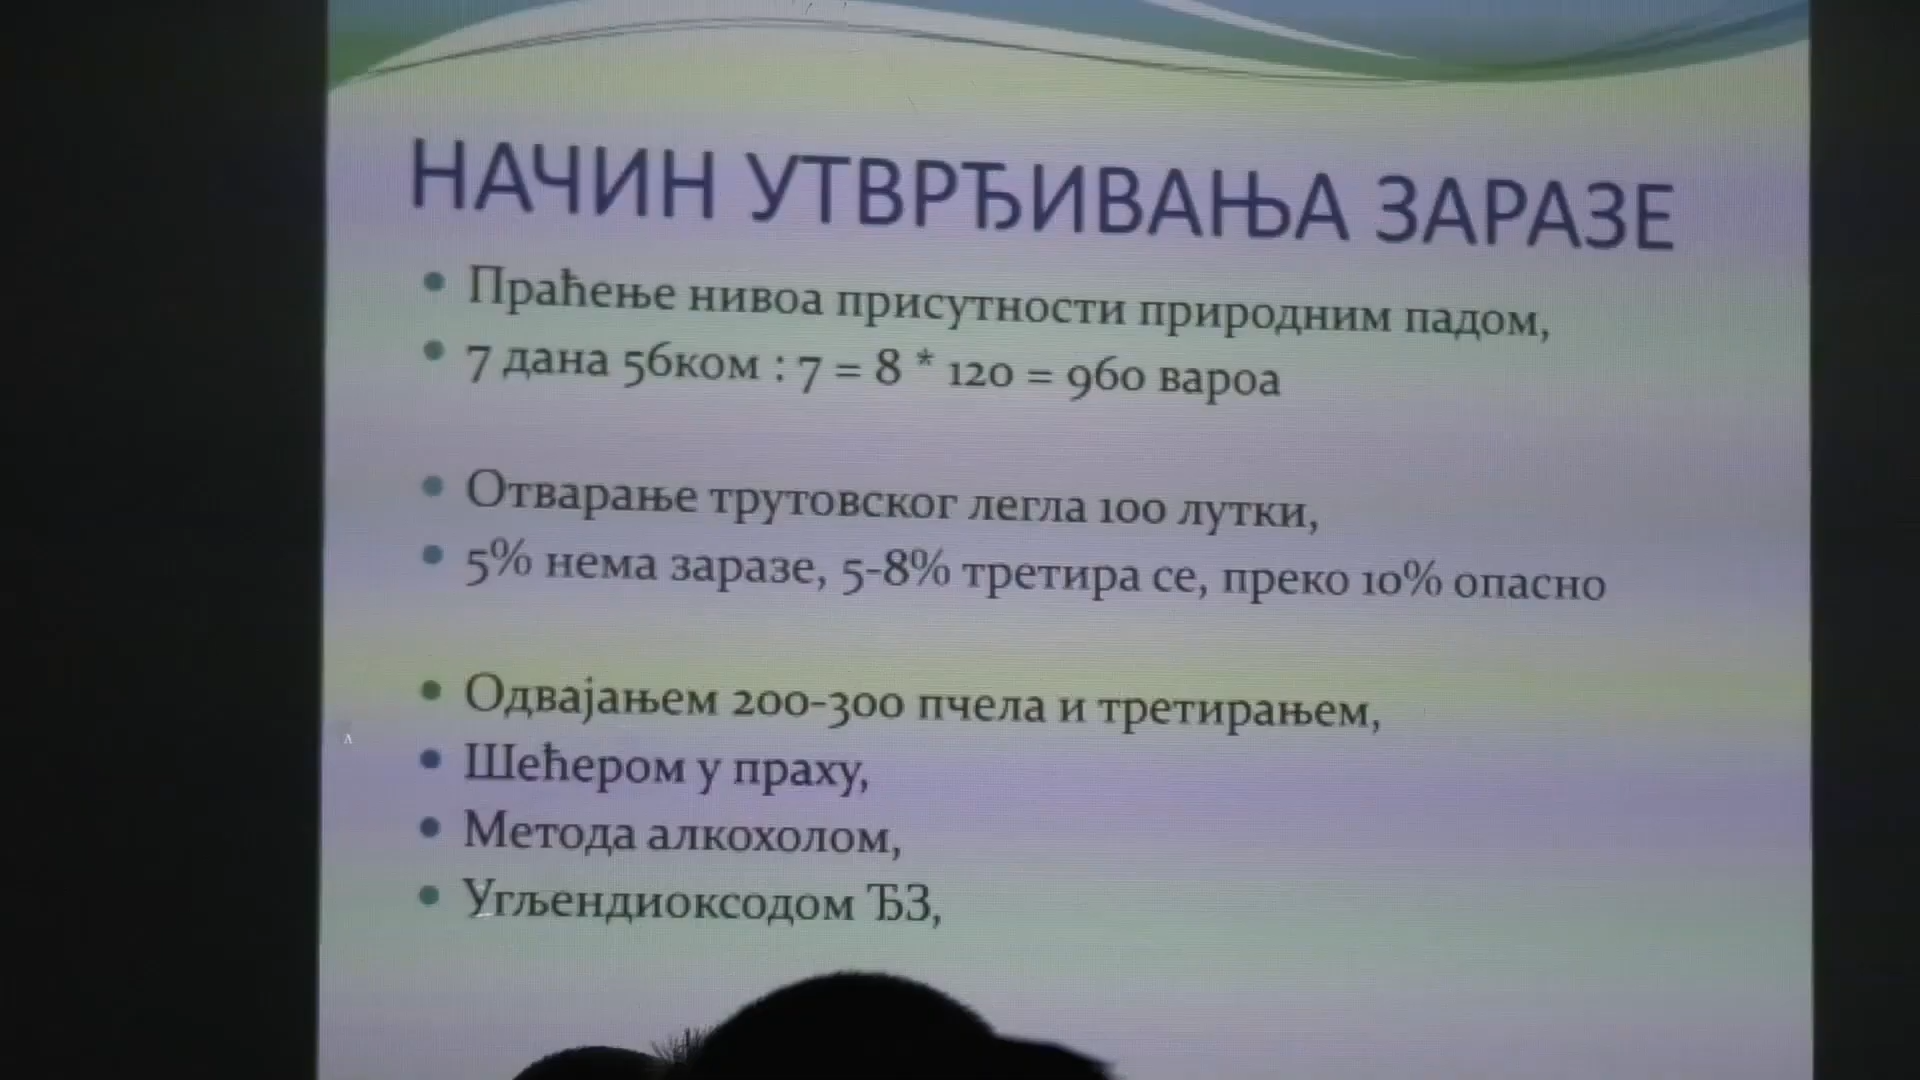 НАЧИН УТВРЂИВАЊА ЗАРАЗЕ
• Праћење нивоа присутности природним падом,
• 7 дана 56ком : 7 = 8 * 120 = 960 вароа
• Отварање трутовског легла 100 лутки,
• 5% нема заразе, 5-8% третира се, преко 10% опасно
• Одвајањем 200-300 пчела и третирањем,
• Шећером у праху,
• Метода алкохолом,
• Угљендиоксодом ЂЗ,